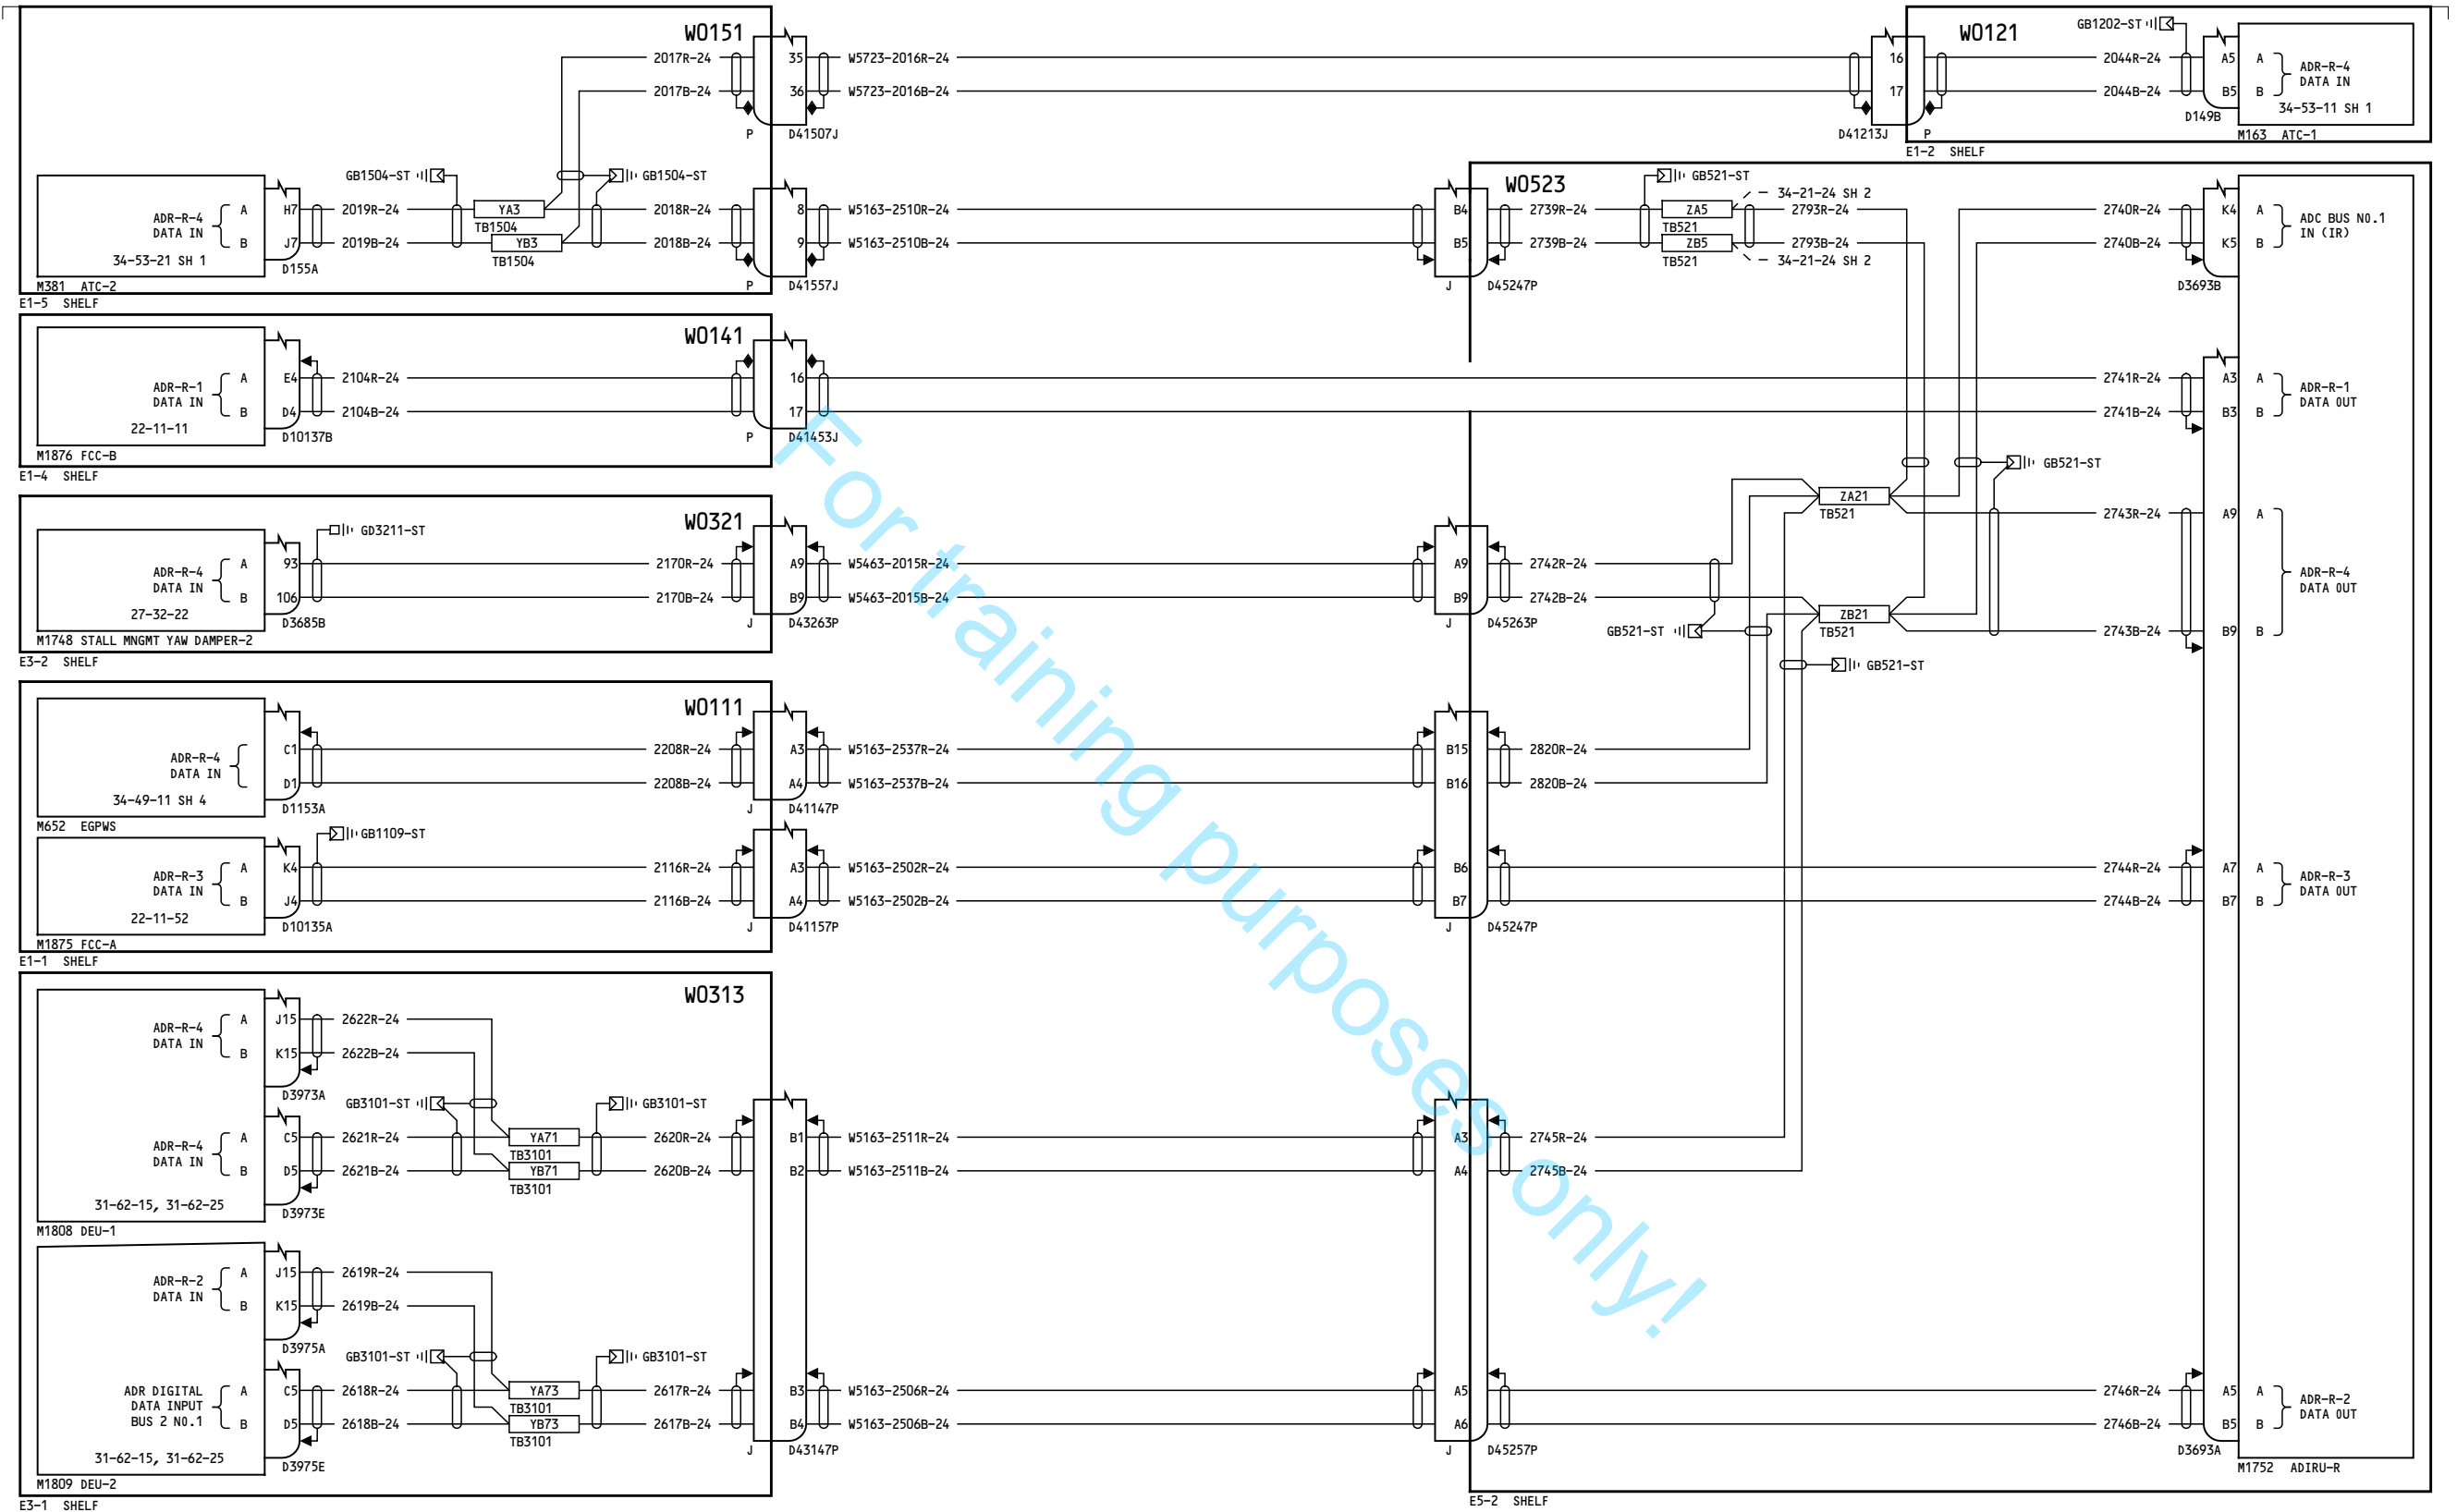 W0151
2017R-24
35
W5723-2016R-24
2017B-24
36
W5723-2016B-24
P
D41507J
16
W0121
GB1202-ST
2044R-24
A5
A
ADR-R-4
DATA IN
17
2044B-24
B5
B
34-53-11 SH 1
D41213J
P
D149B
M163 ATC-1
E1-2 SHELF
GB1504-ST
GB1504-ST
ADR-R-4
DATA IN
A
H7
2019R-24
YA3
TB1504
2018R-24
8
W5163-2510R-24
B
J7
2019B-24
YB3
TB1504
2018B-24
9
W5163-2510B-24
34-53-21 SH 1
D155A
M381 ATC-2
P
D41557J
E1-5 SHELF
W0523
GB521-ST
34-21-24 SH 2
B4
2739R-24
ZA5
TB521
2793R-24
2740R-24
K4
A
ADC BUS NO.1
IN (IR)
B5
2739B-24
ZB5
TB521
2793B-24
34-21-24 SH 2
2740B-24
K5
B
J
D45247P
D3693B
W0141
ADR-R-1
DATA IN
A
E4
2104R-24
16
2741R-24
A3
A
ADR-R-1
DATA OUT
B
D4
2104B-24
17
2741B-24
B3
B
22-11-11
D10137B
P
D41453J
M1876 FCC-B
E1-4 SHELF
GB521-ST
ZA21
TB521
2743R-24
A9
A
W0321
GD3211-ST
ADR-R-4
DATA IN
A
93
2170R-24
A9
W5463-2015R-24
A9
2742R-24
ADR-R-4
DATA OUT
B
106
2170B-24
B9
W5463-2015B-24
B9
2742B-24
27-32-22
D3685B
J
D43263P
J
D45263P
ZB21
TB521
GB521-ST
2743B-24
B9
B
M1748 STALL MNGMT YAW DAMPER-2
E3-2 SHELF
GB521-ST
W0111
ADR-R-4
DATA IN
C1
2208R-24
A3
W5163-2537R-24
B15
2820R-24
D1
2208B-24
A4
W5163-2537B-24
B16
2820B-24
34-49-11 SH 4
D1153A
J
D41147P
M652 EGPWS
GB1109-ST
ADR-R-3
DATA IN
A
K4
2116R-24
A3
W5163-2502R-24
B6
2744R-24
A7
A
ADR-R-3
DATA OUT
B
J4
2116B-24
A4
W5163-2502B-24
B7
2744B-24
B7
B
22-11-52
D10135A
J
D41157P
J
D45247P
M1875 FCC-A
E1-1 SHELF
W0313
ADR-R-4
DATA IN
A
J15
2622R-24
B
K15
2622B-24
D3973A
GB3101-ST
GB3101-ST
ADR-R-4
DATA IN
A
C5
2621R-24
YA71
TB3101
2620R-24
B1
W5163-2511R-24
A3
2745R-24
B
D5
2621B-24
YB71
TB3101
2620B-24
B2
W5163-2511B-24
A4
2745B-24
31-62-15, 31-62-25
D3973E
M1808 DEU-1
ADR-R-2
DATA IN
A
J15
2619R-24
B
K15
2619B-24
D3975A
GB3101-ST
GB3101-ST
ADR DIGITAL
DATA INPUT
BUS 2 NO.1
A
C5
2618R-24
YA73
TB3101
2617R-24
B3
W5163-2506R-24
A5
2746R-24
A5
A
ADR-R-2
DATA OUT
B
D5
2618B-24
YB73
TB3101
2617B-24
B4
W5163-2506B-24
A6
2746B-24
B5
B
31-62-15, 31-62-25
D3975E
J
D43147P
J
D45257P
D3693A
M1752 ADIRU-R
M1809 DEU-2
E3-1 SHELF
E5-2 SHELF
For training purposes only!